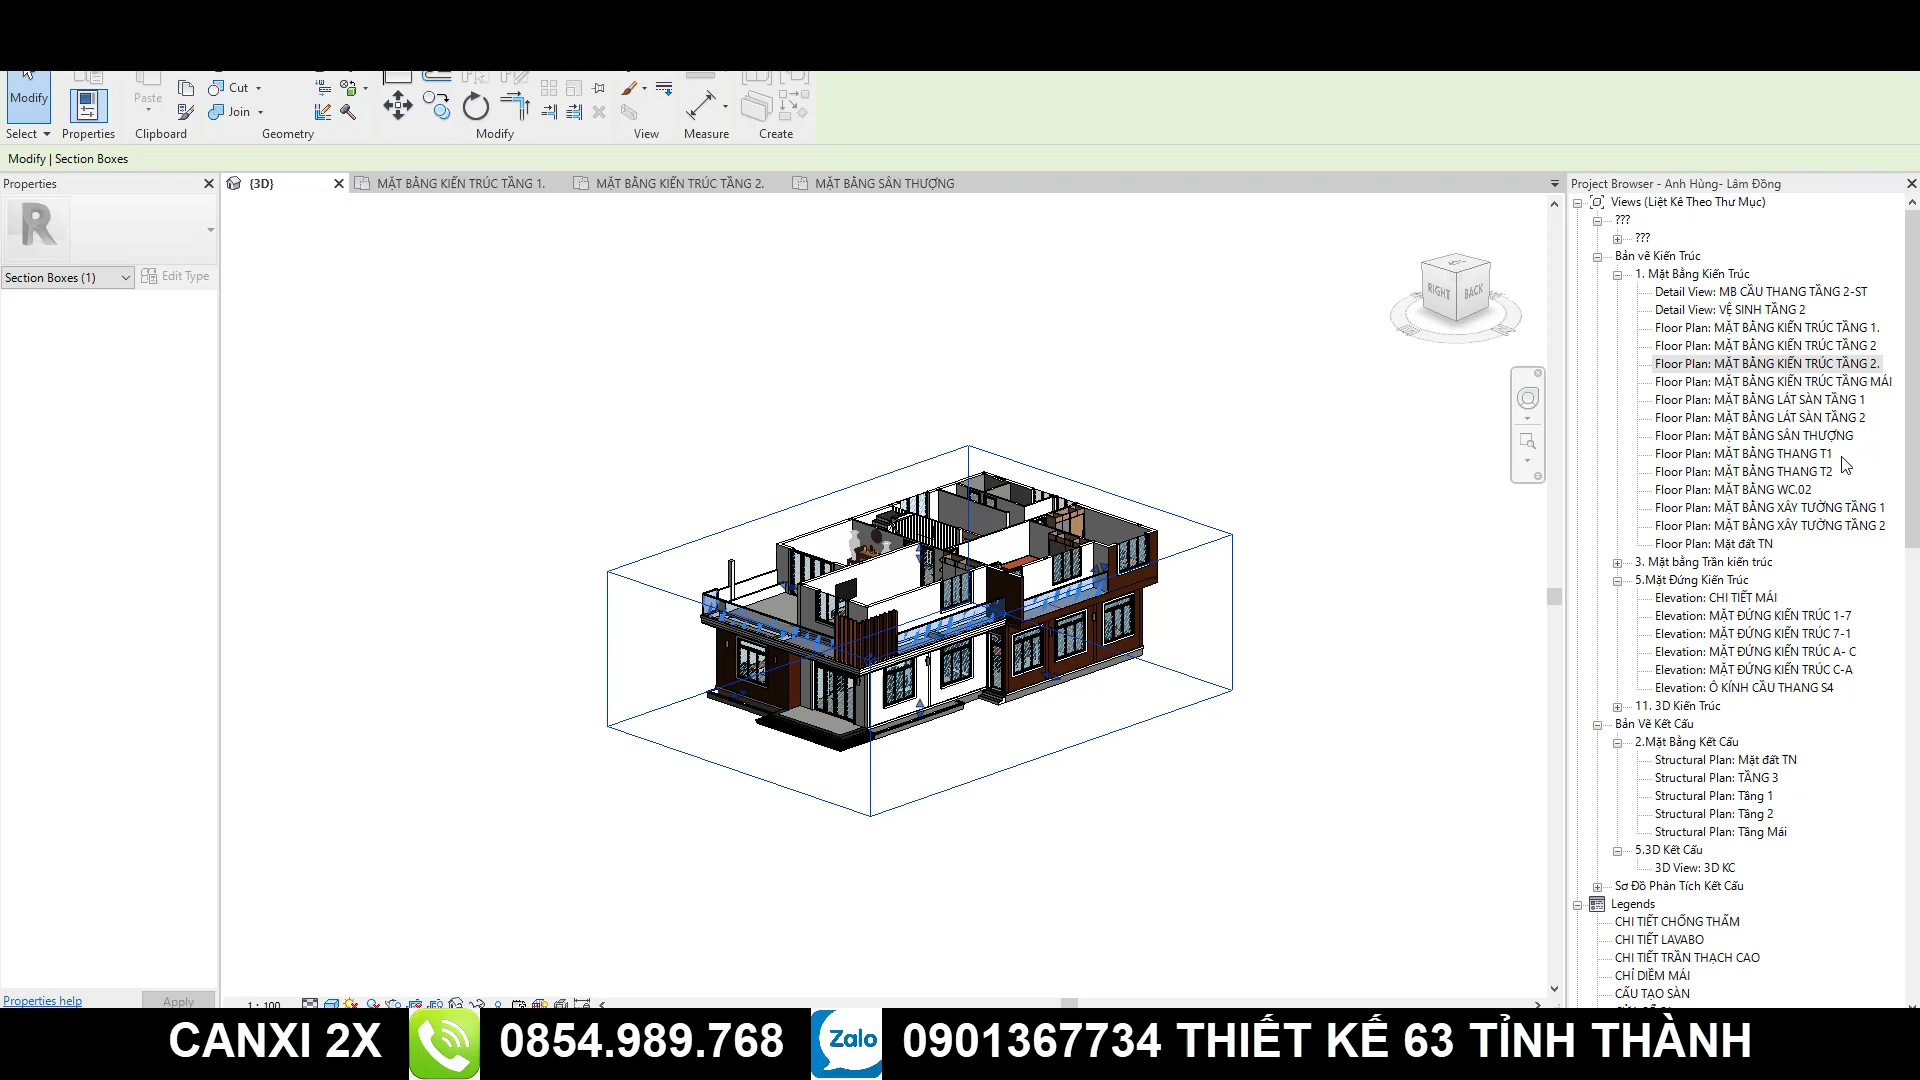 Modify
Paste
Cut
Join
Select
Properties
Clipboard
Geometry
Modify
View
Measure
Create
Modify | Section Boxes
Properties
{3D}
MẶT BẰNG KIẾN TRÚC TẦNG 1.
MẶT BẰNG KIẾN TRÚC TẦNG 2.
MẶT BẰNG SÂN THƯỢNG
Project Browser - Anh Hùng- Lâm Đồng
R
Section Boxes (1)
Edit Type
RIGHT
BACK
Views (Liệt Kê Theo Thư Mục)
???
???
Bản vẽ Kiến Trúc
1. Mặt Bằng Kiến Trúc
Detail View: MB CẦU THANG TẦNG 2-ST
Detail View: VỆ SINH TẦNG 2
Floor Plan: MẶT BẰNG KIẾN TRÚC TẦNG 1.
Floor Plan: MẶT BẰNG KIẾN TRÚC TẦNG 2
Floor Plan: MẶT BẰNG KIẾN TRÚC TẦNG 2.
Floor Plan: MẶT BẰNG KIẾN TRÚC TẦNG MÁI
Floor Plan: MẶT BẰNG LÁT SÀN TẦNG 1
Floor Plan: MẶT BẰNG LÁT SÀN TẦNG 2
Floor Plan: MẶT BẰNG SÂN THƯỢNG
Floor Plan: MẶT BẰNG THANG T1
Floor Plan: MẶT BẰNG THANG T2
Floor Plan: MẶT BẰNG WC.02
Floor Plan: MẶT BẰNG XÂY TƯỜNG TẦNG 1
Floor Plan: MẶT BẰNG XÂY TƯỜNG TẦNG 2
Floor Plan: Mặt đất TN
3. Mặt bằng Trần kiến trúc
5.Mặt Đứng Kiến Trúc
Elevation: CHI TIẾT MÁI
Elevation: MẶT ĐỨNG KIẾN TRÚC 1-7
Elevation: MẶT ĐỨNG KIẾN TRÚC 7-1
Elevation: MẶT ĐỨNG KIẾN TRÚC A- C
Elevation: MẶT ĐỨNG KIẾN TRÚC C-A
Elevation: Ô KÍNH CẦU THANG S4
11. 3D Kiến Trúc
Bản Vẽ Kết Cấu
2.Mặt Bằng Kết Cấu
Structural Plan: Mặt đất TN
Structural Plan: TẦNG 3
Structural Plan: Tầng 1
Structural Plan: Tầng 2
Structural Plan: Tầng Mái
5.3D Kết Cấu
3D View: 3D KC
Sơ Đồ Phân Tích Kết Cấu
Legends
CHI TIẾT CHỐNG THẤM
CHI TIẾT LAVABO
CHI TIẾT TRẦN THẠCH CAO
CHỈ DIỀM MÁI
CẤU TẠO SÀN
Properties help
Apply
1 : 100
CANXI 2X
0854.989.768
Zalo
0901367734 THIẾT KẾ 63 TỈNH THÀNH